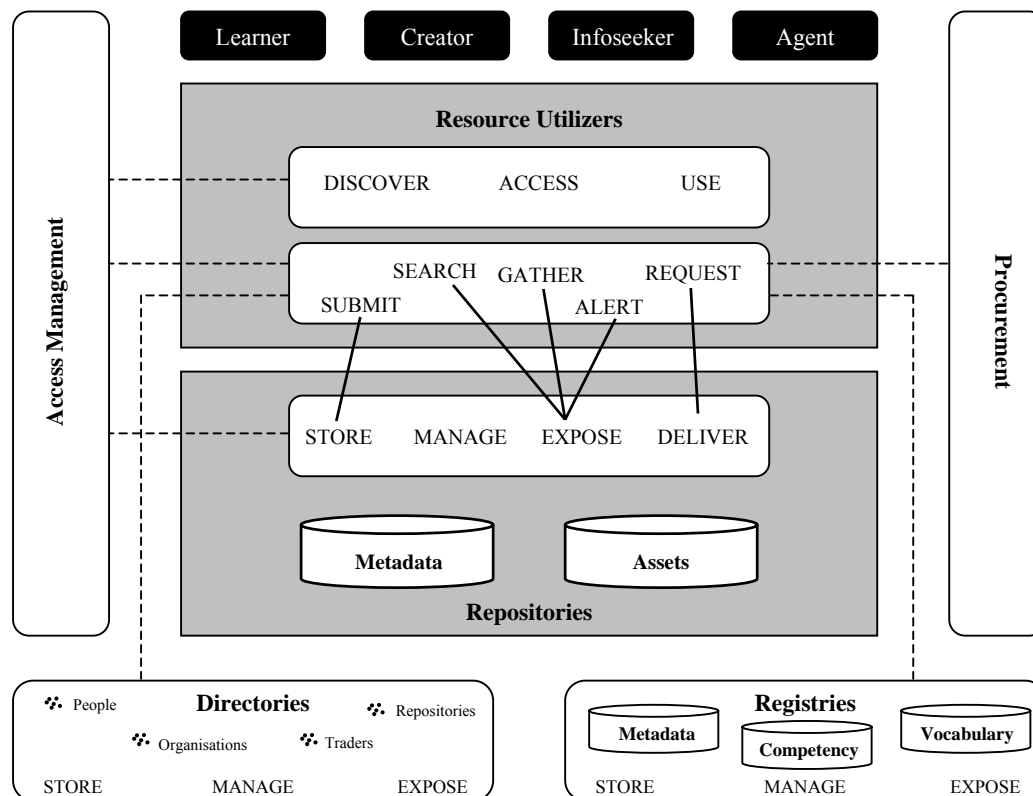 Learner
Creator
Infoseeker
Agent
Access Management
Procurement
Resource Utilizers
DISCOVER ACCESS USE
SEARCH GATHER REQUEST
SUBMIT ALERT
STORE MANAGE EXPOSE DELIVER
Metadata
Assets
Repositories
Directories
People
Repositories
Organisations
Traders
STORE MANAGE EXPOSE
Registries
Metadata
Competency
Vocabulary
STORE MANAGE EXPOSE